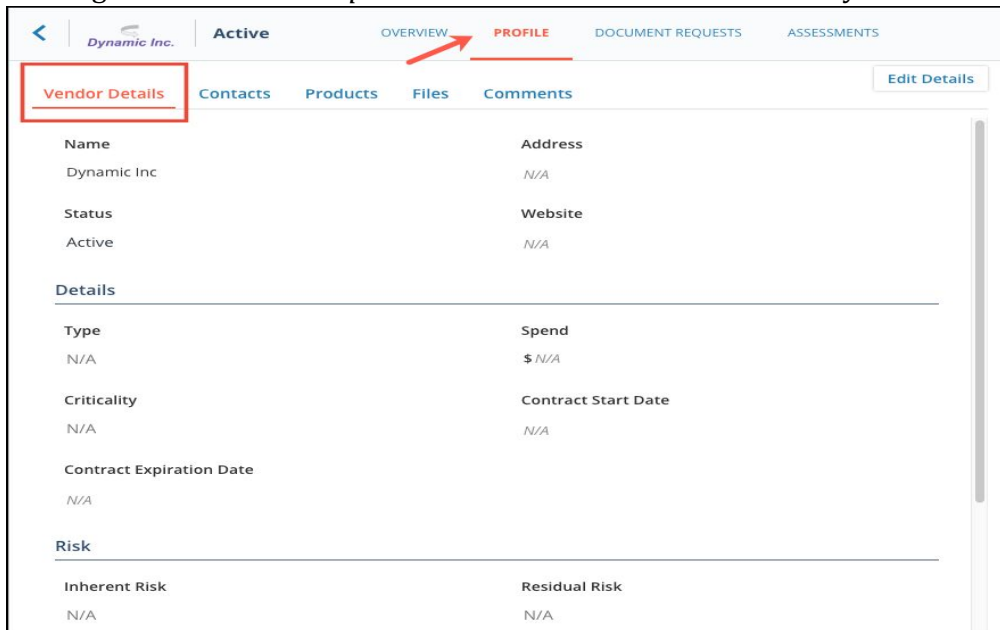 Dynamic Inc. Active OVERVIEW PROFILE DOCUMENT REQUESTS ASSESSMENTS
Edit Details
Vendor Details Contacts Products Files Comments
Name Address
Dynamic Inc N/A
Status Website
Active N/A
Details
Type Spend
N/A $ N/A
Criticality Contract Start Date
N/A N/A
Contract Expiration Date
N/A
Risk
Inherent Risk Residual Risk
N/A N/A